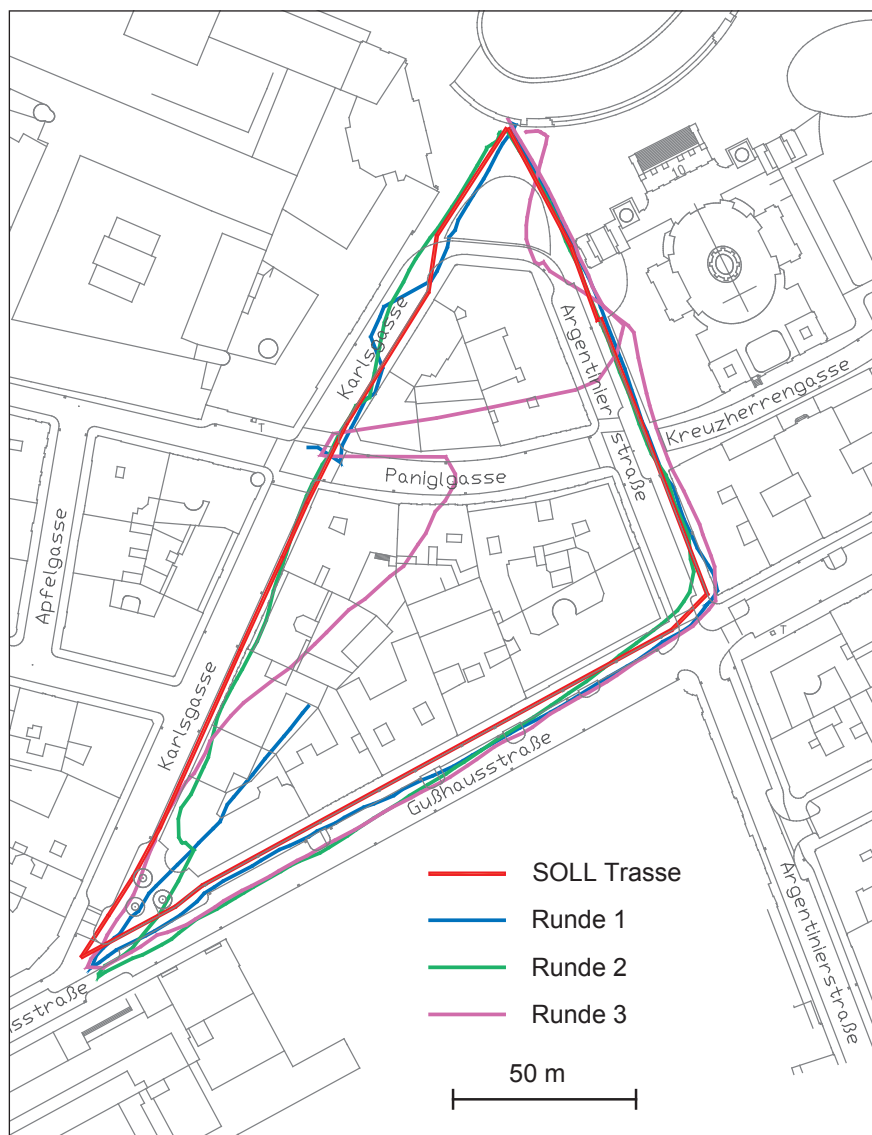 Karlsgasse
Argentinier
straße
Kreuzherrengasse
T
Paniglgasse
Apfelgasse
T
Karlsgasse
Gußhausstraße
Argentinierstraße
sstraße
SOLL Trasse
Runde 1
Runde 2
Runde 3
50 m